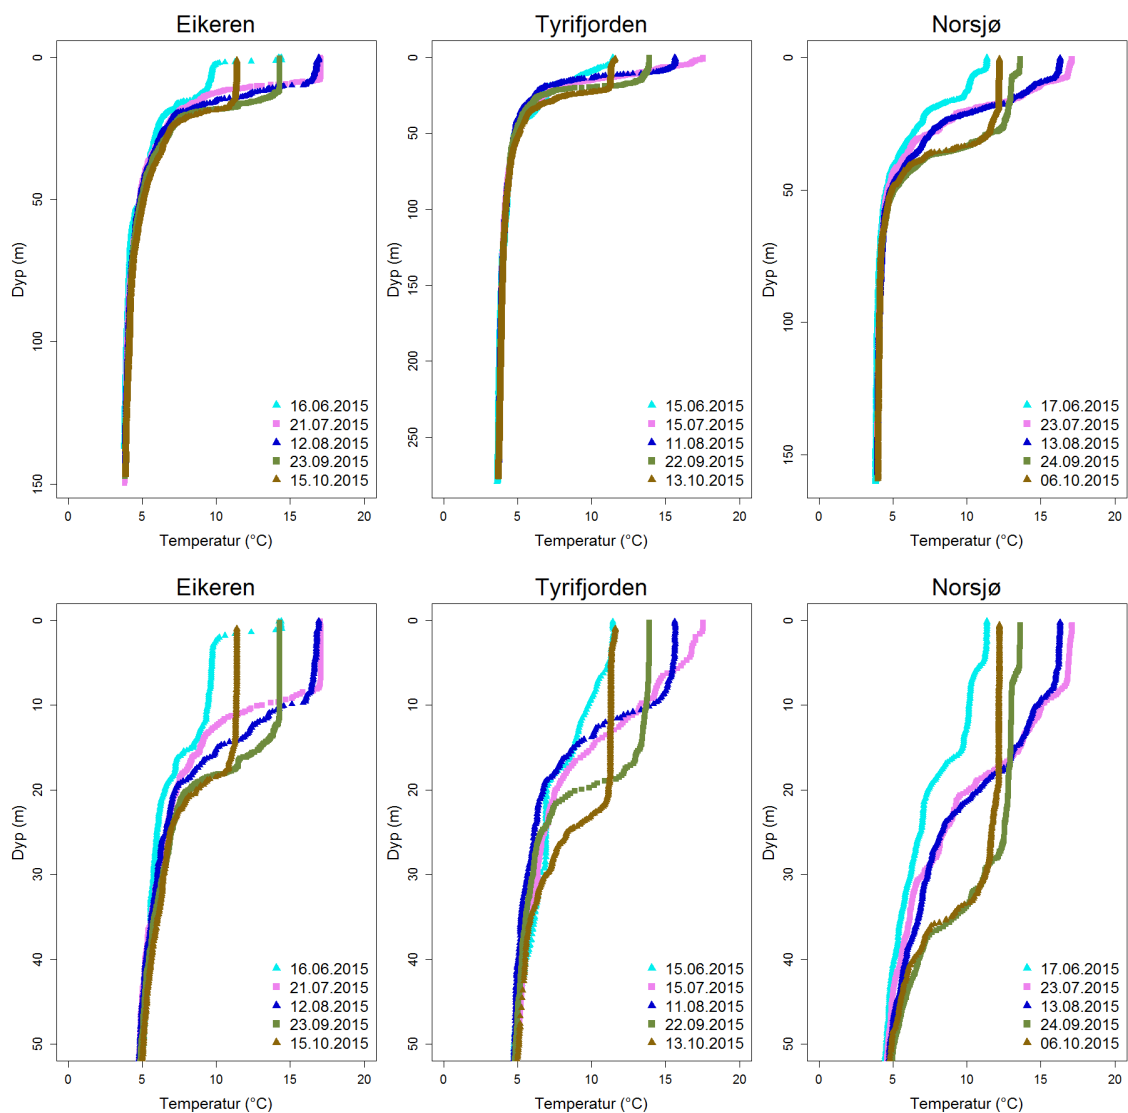 Eikeren
0
50
100
150
Dyp (m)
0 5 10 15 20
Temperatur (°C)
16.06.2015
21.07.2015
12.08.2015
23.09.2015
15.10.2015
Tyrifjorden
0
50
100
150
200
250
Dyp (m)
0 5 10 15 20
Temperatur (°C)
15.06.2015
15.07.2015
11.08.2015
22.09.2015
13.10.2015
Norsjø
0
50
100
150
Dyp (m)
0 5 10 15 20
Temperatur (°C)
17.06.2015
23.07.2015
13.08.2015
24.09.2015
06.10.2015
Eikeren
0
10
20
30
40
50
Dyp (m)
0 5 10 15 20
Temperatur (°C)
16.06.2015
21.07.2015
12.08.2015
23.09.2015
15.10.2015
Tyrifjorden
0
10
20
30
40
50
Dyp (m)
0 5 10 15 20
Temperatur (°C)
15.06.2015
15.07.2015
11.08.2015
22.09.2015
13.10.2015
Norsjø
0
10
20
30
40
50
Dyp (m)
0 5 10 15 20
Temperatur (°C)
17.06.2015
23.07.2015
13.08.2015
24.09.2015
06.10.2015